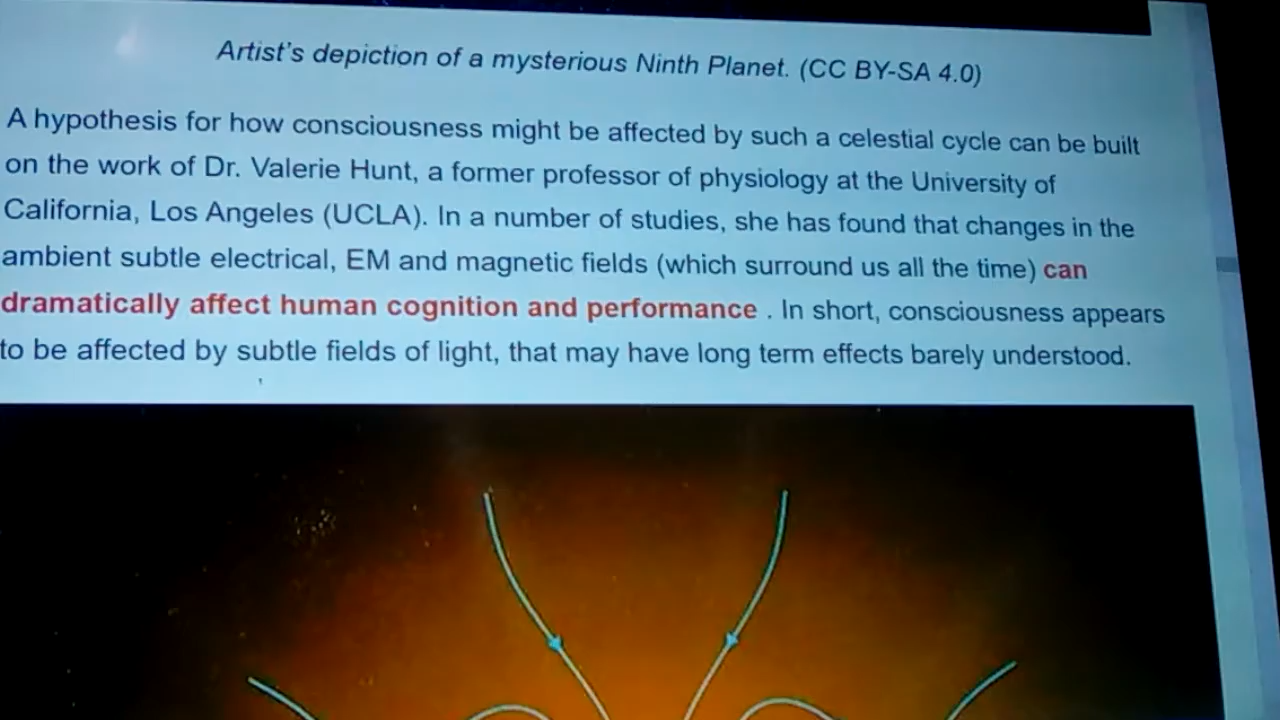 Artist's depiction of a mysterious Ninth Planet. (CC BY-SA 4.0)
A hypothesis for how consciousness might be affected by such a celestial cycle can be built
on the work of Dr. Valerie Hunt, a former professor of physiology at the University of
California, Los Angeles (UCLA). In a number of studies, she has found that changes in the
ambient subtle electrical, EM and magnetic fields (which surround us all the time) can
dramatically affect human cognition and performance . In short, consciousness appears
to be affected by subtle fields of light, that may have long term effects barely understood.